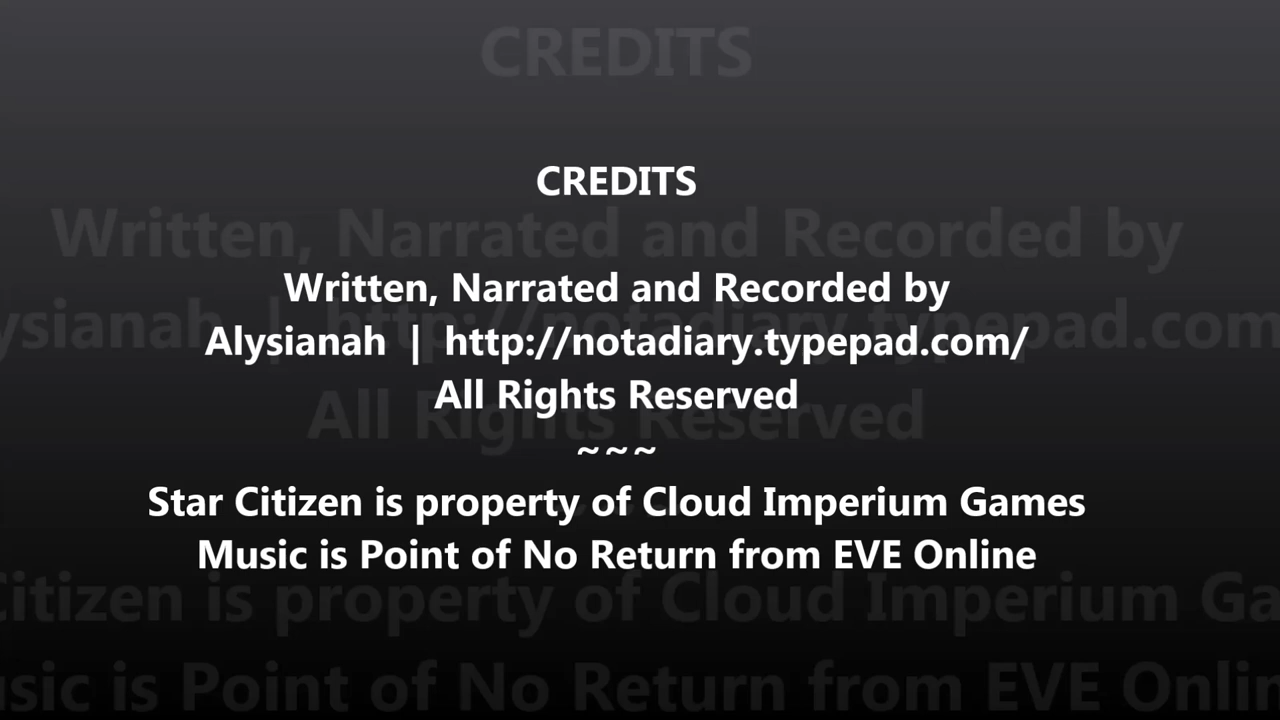 CREDITS
Written, Narrated and Recorded by
Alysianah | http://notadiary.typepad.com/
All Rights Reserved
~~~
Star Citizen is property of Cloud Imperium Games
Music is Point of No Return from EVE Online